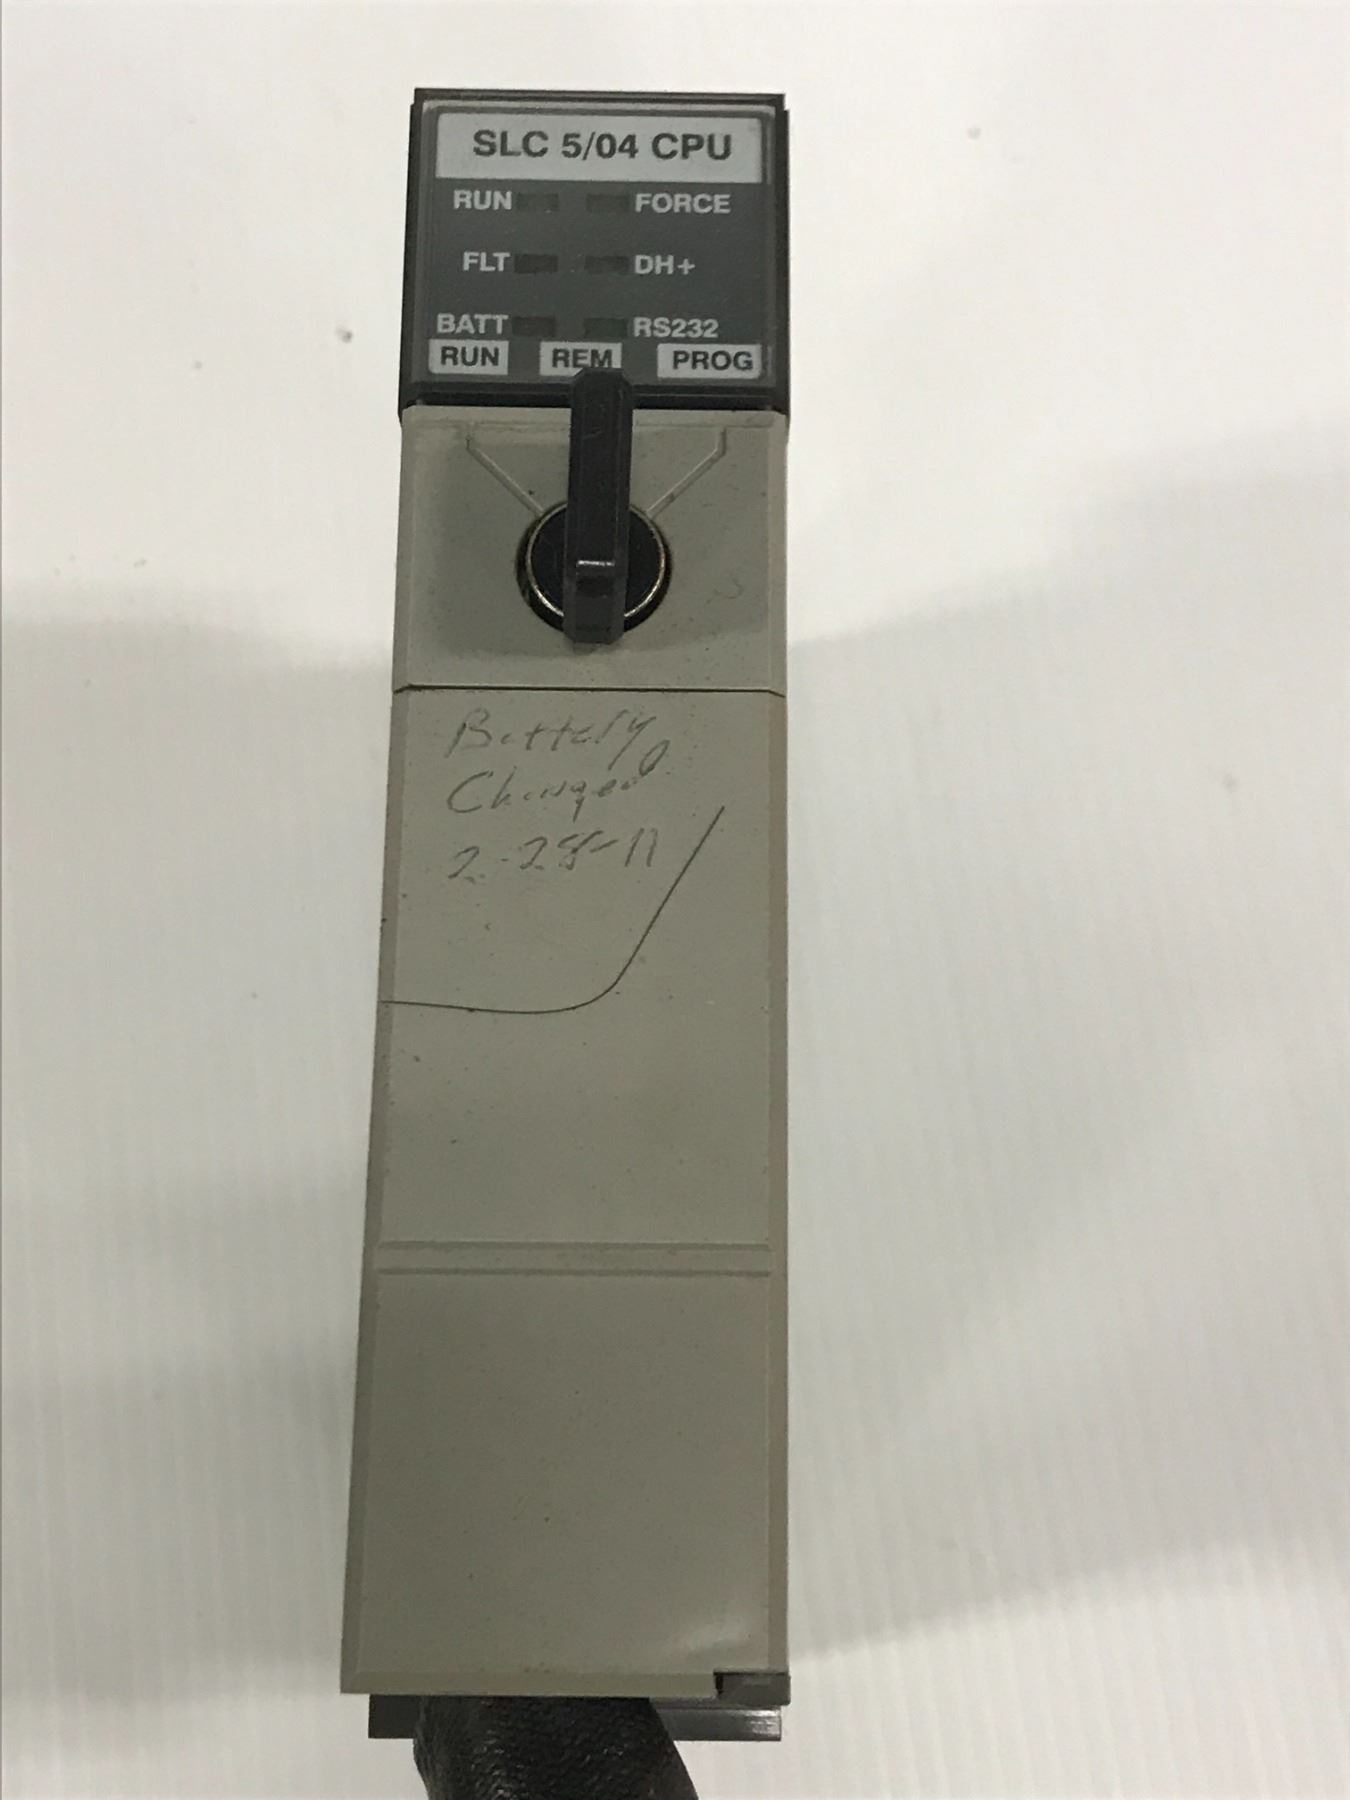 SLC 5/04 CPU
RUN FORCE
FLT DH+
BATT RS232
RUN REM PROG
Battery
Changed
2-28-11